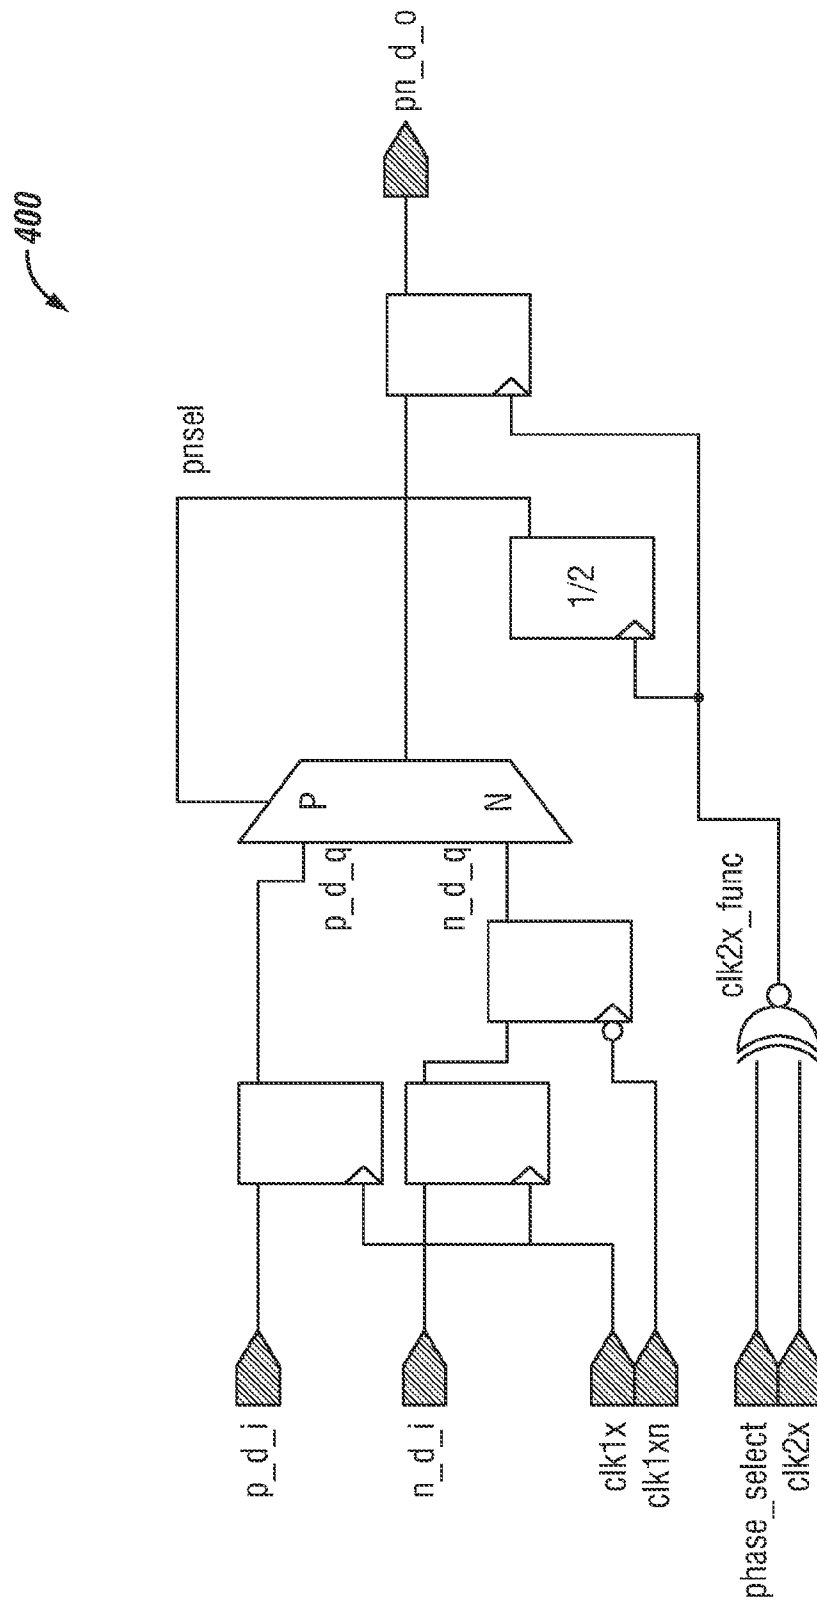 400
pn_d_o
pnsel
1/2
P
N
p_d_q
n_d_q
clk2x_func
p_d_i
n_d_i
clk1x
clk1xn
phase_select
clk2x